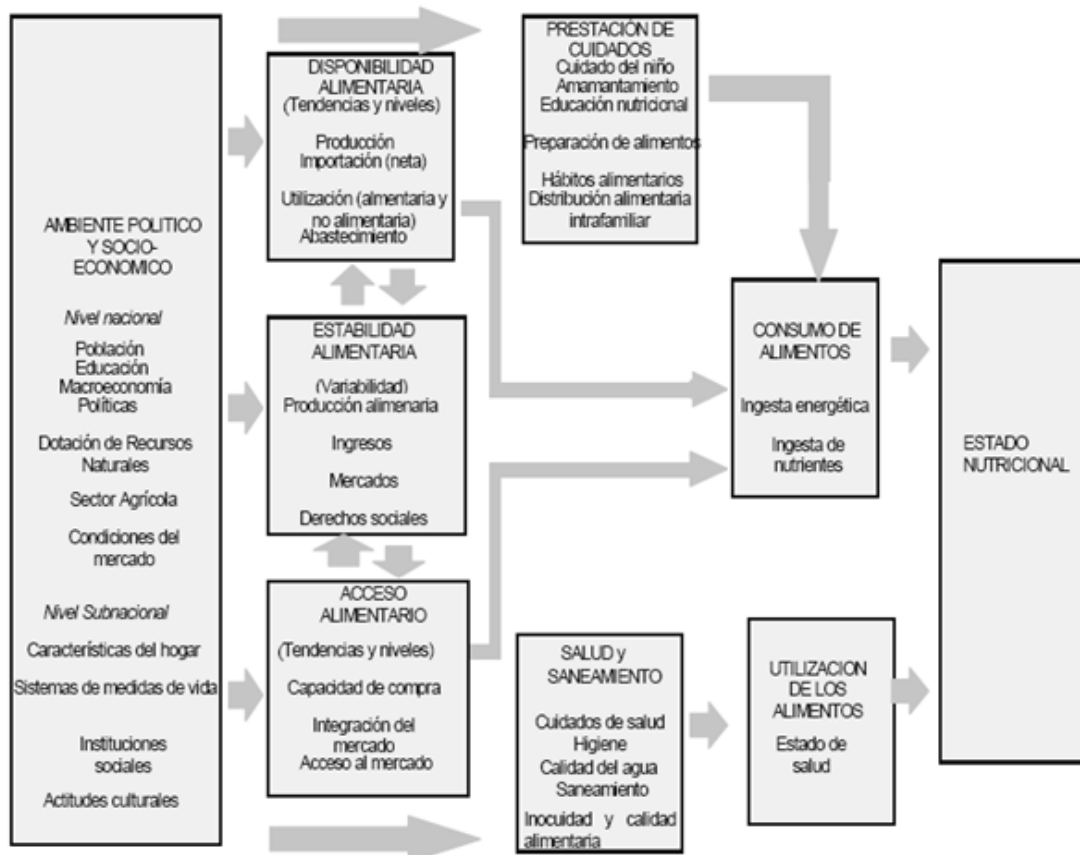 AMBIENTE POLITICO
Y SOCIO-
ECONOMICO
Nivel nacional
Población
Educación
Macroeconomía
Políticas
Dotación de Recursos
Naturales
Sector Agrícola
Condiciones del
mercado
Nivel Subnacional
Características del hogar
Sistemas de medidas de vida
Instituciones
sociales
Actitudes culturales
DISPONIBILIDAD
ALIMENTARIA
(Tendencias y niveles)
Producción
Importación (neta)
Utilización (almentaria y
no alimentaria)
Abastecimiento
ESTABILIDAD
ALIMENTARIA
(Variabilidad)
Producción alimenaria
Ingresos
Mercados
Derechos sociales
ACCESO
ALIMENTARIO
(Tendencias y niveles)
Capacidad de compra
Integración del
mercado
Acceso al mercado
PRESTACIÓN DE
CUIDADOS
Cuidado del niño
Amamantamiento
Educación nutricional
Preparación de alimentos
Hábitos alimentarios
Distribución alimentaria
intrafamiliar
SALUD y
SANEAMIENTO
Cuidados de salud
Higiene
Calidad del agua
Saneamiento
Inocuidad y calidad
alimentaria
CONSUMO DE
ALIMENTOS
Ingesta energética
Ingesta de
nutrientes
UTILIZACION
DE LOS
ALIMENTOS
Estado de
salud
ESTADO
NUTRICIONAL